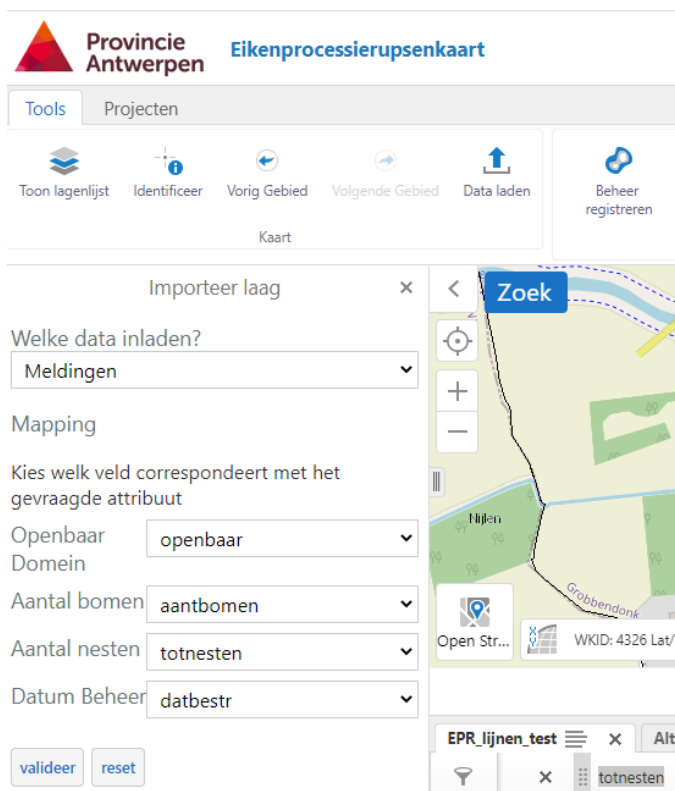 Provincie
Antwerpen
Eikenprocessierupsenkaart
Tools Projecten
Toon lagenlijst Identificeer Vorig Gebied Volgende Gebied Data laden Beheer
registreren
Kaart
Importeer laag ×
Zoek
Welke data inladen?
Meldingen
Mapping
Kies welk veld correspondeert met het
gevraagde attribuut
Openbaar
Domein
openbaar
Aantal bomen aantbomen
Aantal nesten totnesten
Datum Beheer datbestr
valideer reset
Nijlen
Grobbendonk
Open Str... WKID: 4326 Lat/
EPR_lijnen_test × Alt
× totnesten